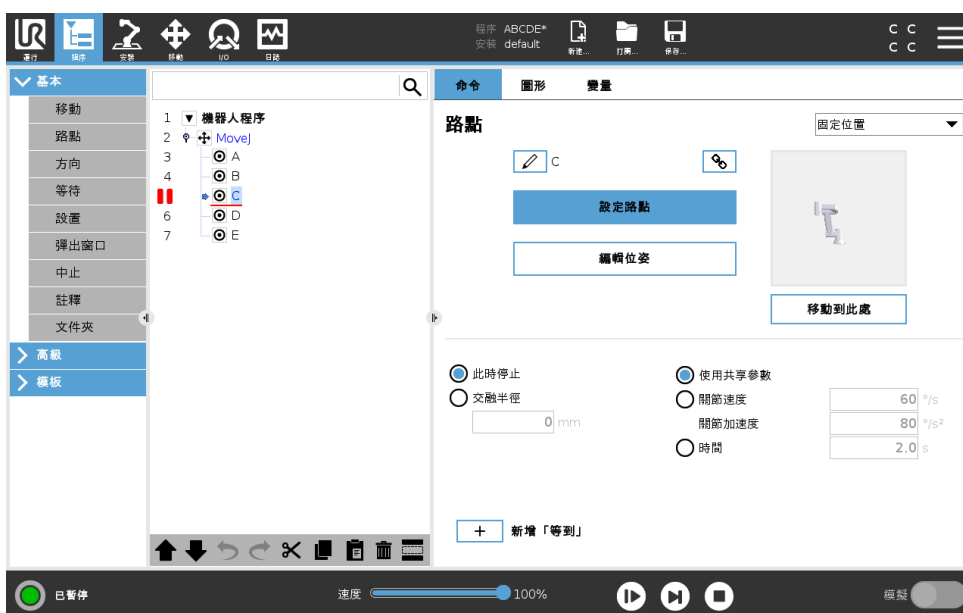 UR
程序 ABCDE*
安裝 default
運行
程序
安裝
移動
I/O
日誌
新建...
打開...
保存...
C C
C C
基本
移動
路點
方向
等待
設置
彈出窗口
中止
註釋
文件夾
高級
模板
1 ▼ 機器人程序
2 MoveJ
3 A
4 B
C
6 D
7 E
命令
圖形
變量
路點
固定位置
C
設定路點
編輯位姿
移動到此處
此時停止
交融半徑
0 mm
使用共享參數
關節速度 60 °/s
關節加速度 80 °/s²
時間 2.0 s
+ 新增「等到」
已暫停
速度 100%
模擬